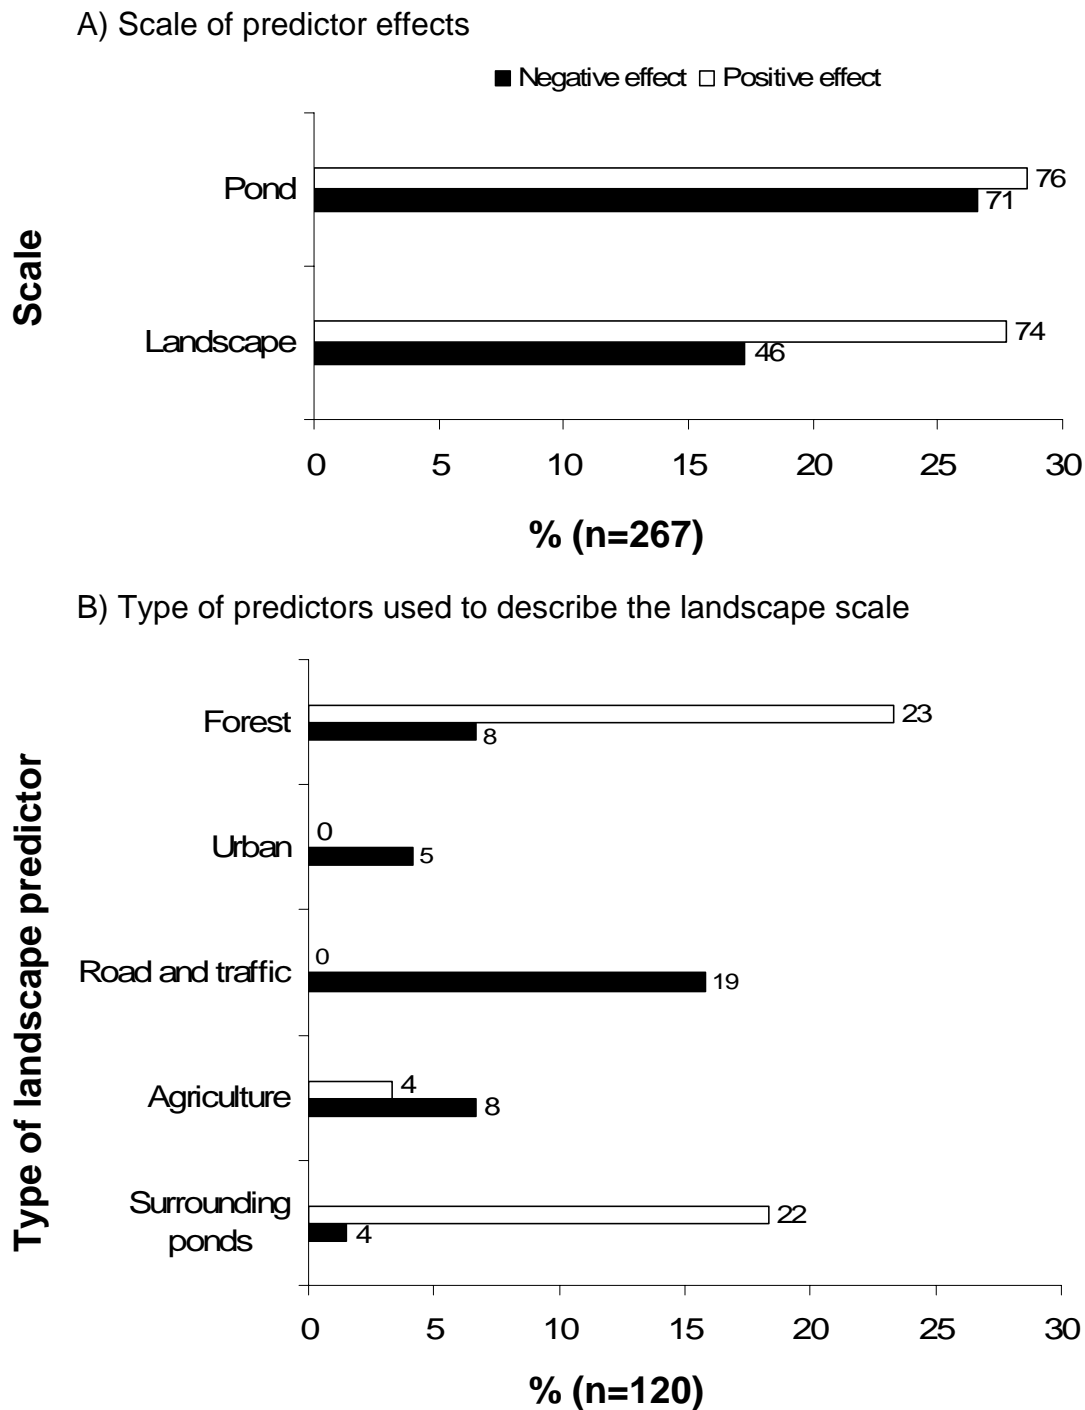 A) Scale of predictor effects
Negative effect Positive effect
Scale
Pond
76
71
Landscape
74
46
0 5 10 15 20 25 30
% (n=267)
B) Type of predictors used to describe the landscape scale
Type of landscape predictor
Forest
23
8
Urban
0
5
Road and traffic
0
19
Agriculture
4
8
Surrounding
ponds
22
4
0 5 10 15 20 25 30
% (n=120)